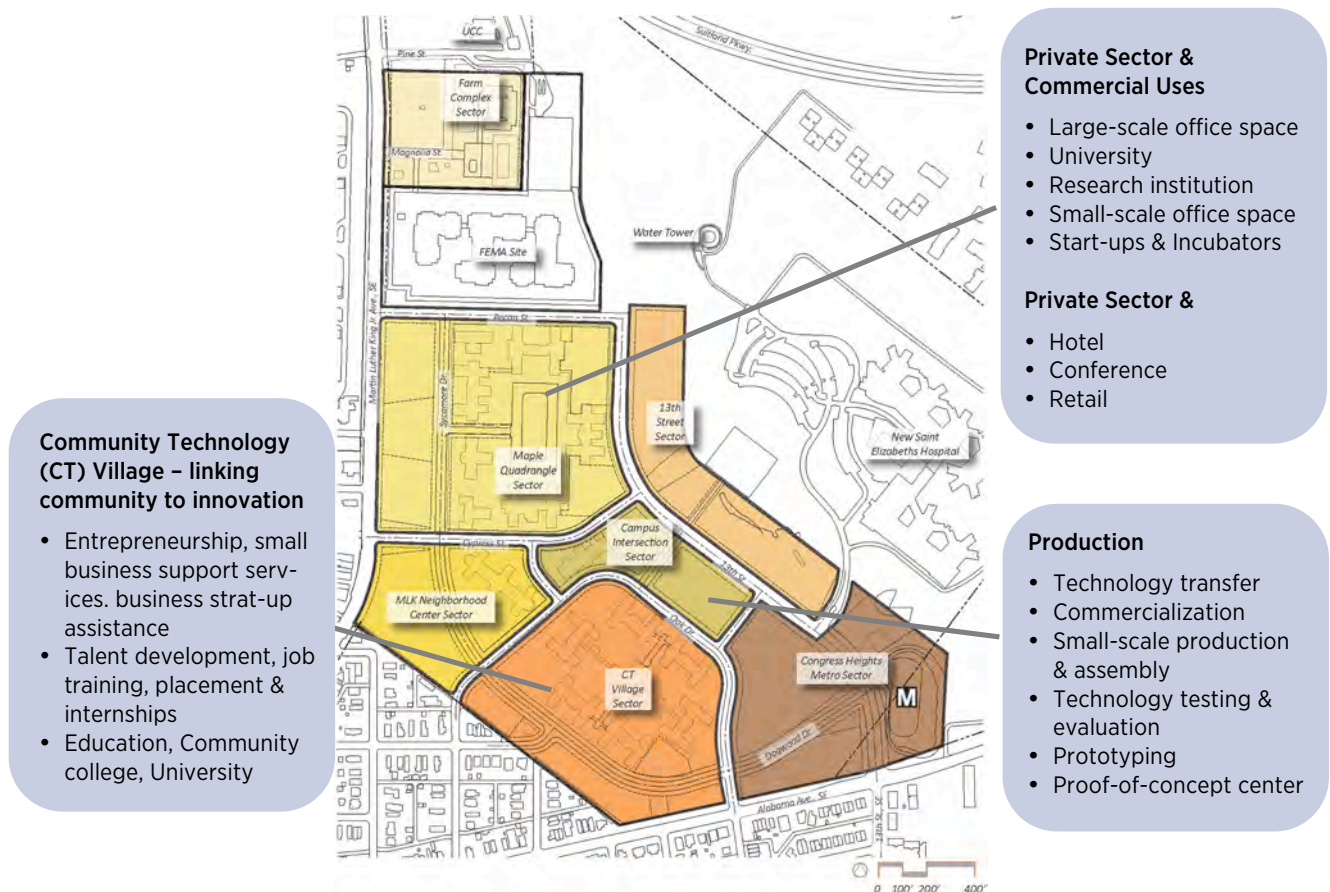 UCC
Pine St.
Suitland Pkwy.
Farm
Complex
Sector
Magnolia St.
FEMA Site
Water Tower
Martin Luther King Jr. Ave., SE
Pecan St.
Sycamore Dr.
Maple
Quadrangle
Sector
13th
Street
Sector
New Saint
Elizabeths Hospital
Campus
Intersection
Sector
Cypress St.
13th St.
MLK Neighborhood
Center Sector
Oak Dr.
CT
Village
Sector
Congress Heights
Metro Sector
M
Dogwood Dr.
Alabama Ave., SE
13th St., SE
0 100' 200' 400'
Private Sector &
Commercial Uses
• Large-scale office space
• University
• Research institution
• Small-scale office space
• Start-ups & Incubators
Private Sector &
• Hotel
• Conference
• Retail
Community Technology
(CT) Village – linking
community to innovation
• Entrepreneurship, small
business support serv-
ices. business strat-up
assistance
• Talent development, job
training, placement &
internships
• Education, Community
college, University
Production
• Technology transfer
• Commercialization
• Small-scale production
& assembly
• Technology testing &
evaluation
• Prototyping
• Proof-of-concept center